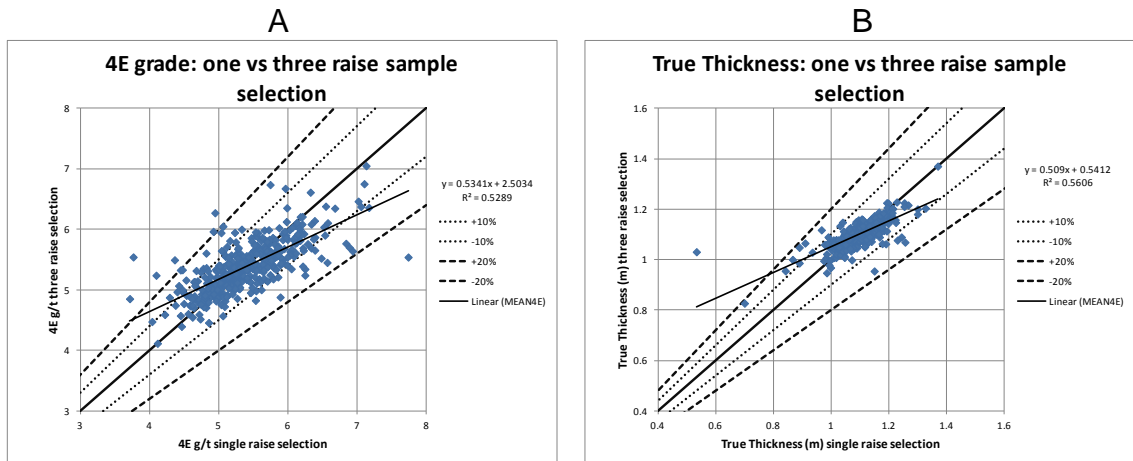 A
4E grade: one vs three raise sample
selection
4E g/t three raise selection
8
7
6
5
4
3
3
4
5
6
7
8
4E g/t single raise selection
y = 0.5341x + 2.5034
R² = 0.5289
+10%
-10%
+20%
-20%
Linear (MEAN4E)
B
True Thickness: one vs three raise sample
selection
True Thickness (m) three raise selection
1.6
1.4
1.2
1
0.8
0.6
0.4
0.4
0.6
0.8
1
1.2
1.4
1.6
True Thickness (m) single raise selection
y = 0.509x + 0.5412
R² = 0.5606
+10%
-10%
+20%
-20%
Linear (MEAN4E)